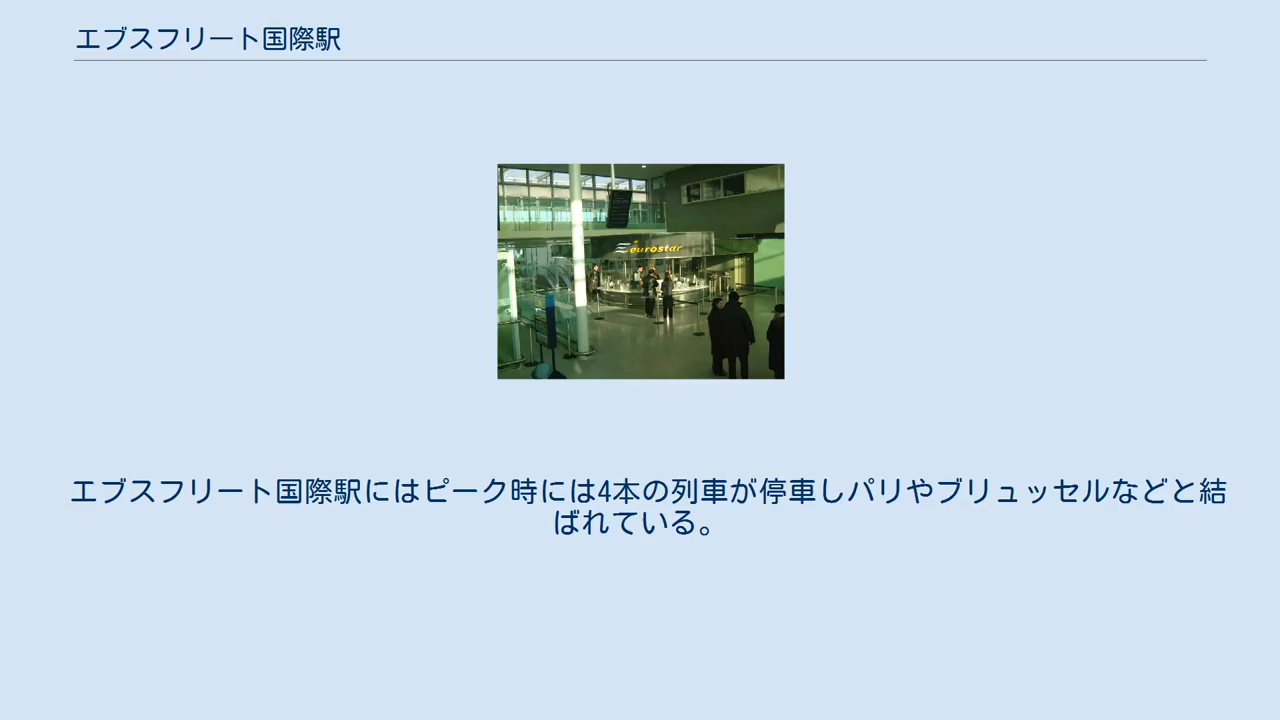 エブスフリート国際駅
eurostar
エブスフリート国際駅にはピーク時には4本の列車が停車しパリやブリュッセルなどと結
ばれている。